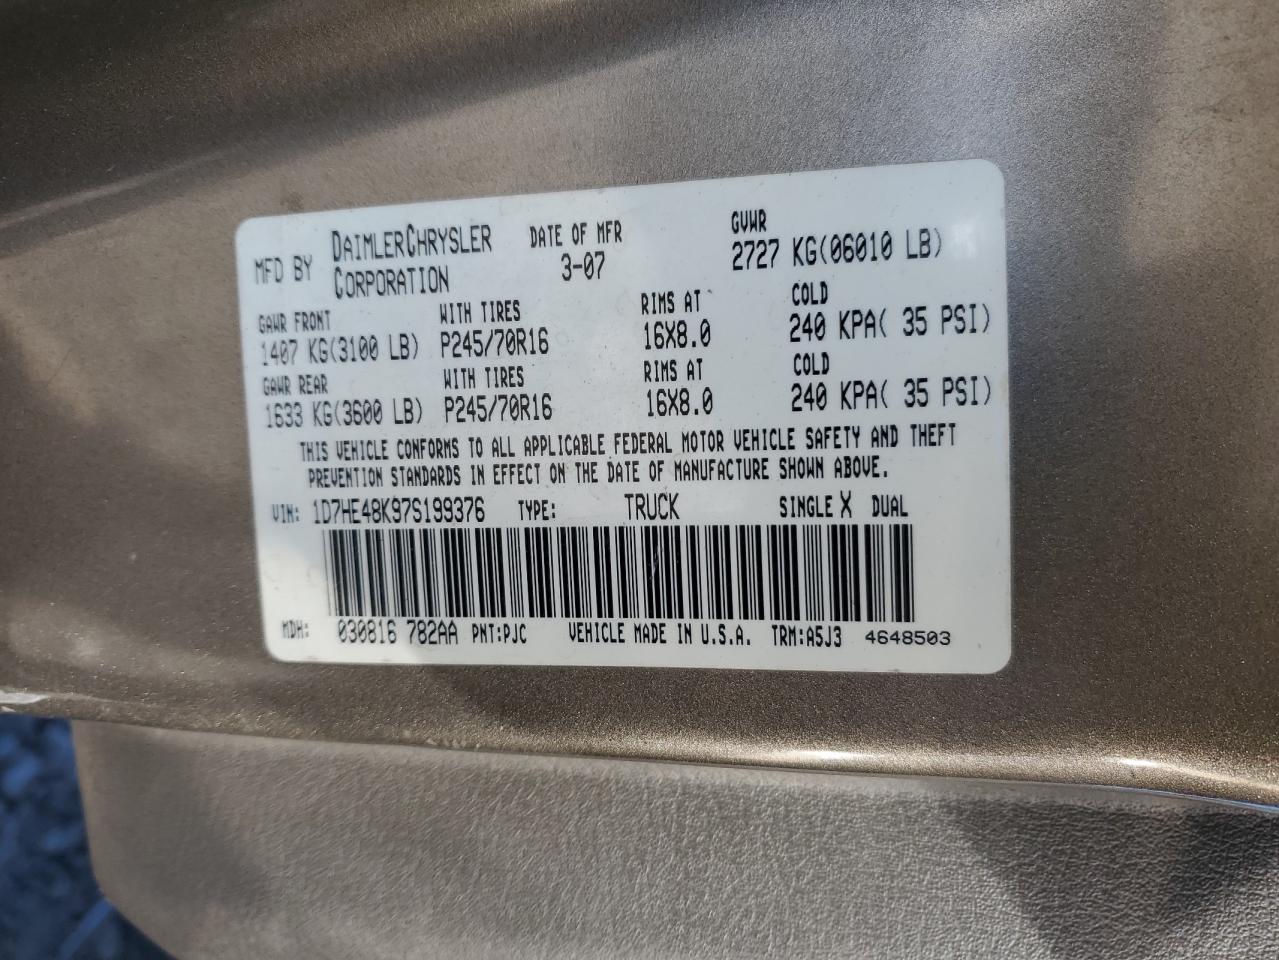 MFD BY DAIMLERCHRYSLER CORPORATION
DATE OF MFR 3-07
GVWR 2727 KG(06010 LB)
GAWR FRONT WITH TIRES RIMS AT COLD
1407 KG(3100 LB) P245/70R16 16X8.0 240 KPA( 35 PSI)
GAWR REAR WITH TIRES RIMS AT COLD
1633 KG(3600 LB) P245/70R16 16X8.0 240 KPA( 35 PSI)
THIS VEHICLE CONFORMS TO ALL APPLICABLE FEDERAL MOTOR VEHICLE SAFETY AND THEFT
PREVENTION STANDARDS IN EFFECT ON THE DATE OF MANUFACTURE SHOWN ABOVE.
VIN: 1D7HE48K97S199376 TYPE: TRUCK SINGLE X DUAL
MDH: 030816 782AA PNT:PJC VEHICLE MADE IN U.S.A. TRM:A5J3 4648503